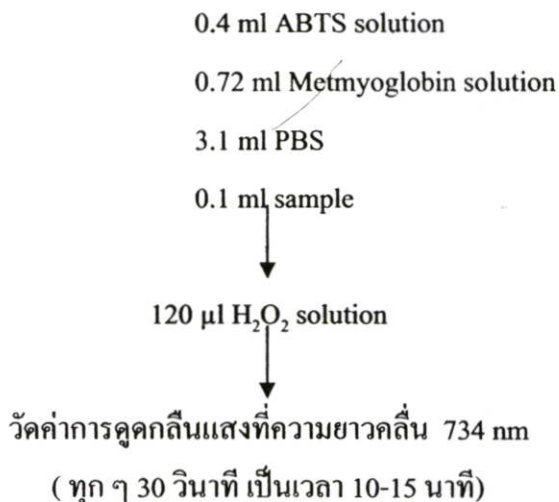 0.4 ml ABTS solution
0.72 ml Metmyoglobin solution
3.1 ml PBS
0.1 ml sample
120 µl H₂O₂ solution
วัดค่าการดูดกลืนแสงที่ความยาวคลื่น 734 nm
( ทุก ๆ 30 วินาที เป็นเวลา 10-15 นาที)